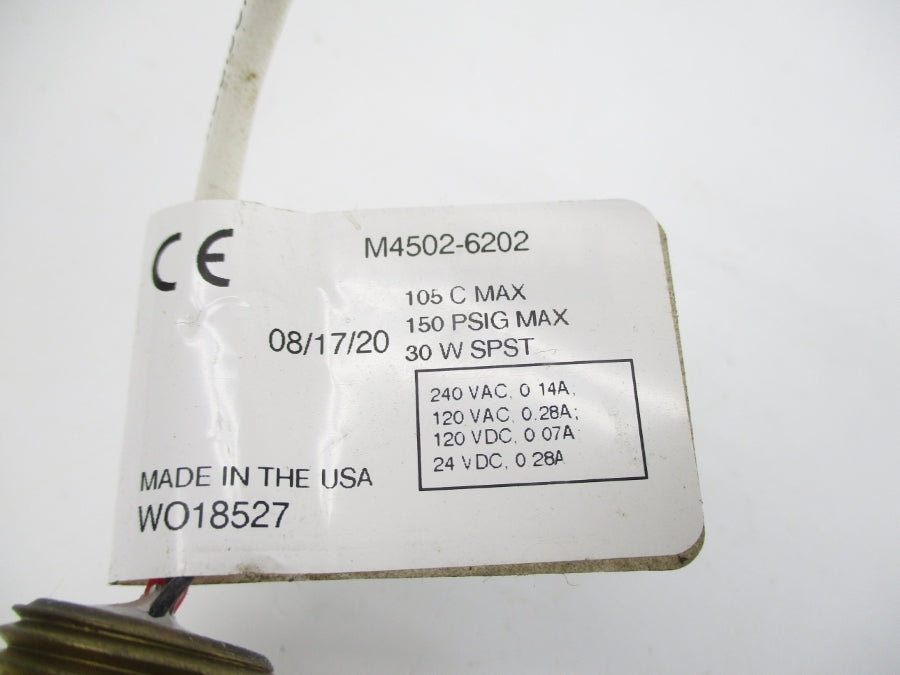 CE
M4502-6202
105 C MAX
150 PSIG MAX
08/17/20
30 W SPST
240 VAC, 0 14A,
120 VAC, 0.28A;
120 VDC, 0 07A
24 VDC, 0 28A
MADE IN THE USA
WO18527